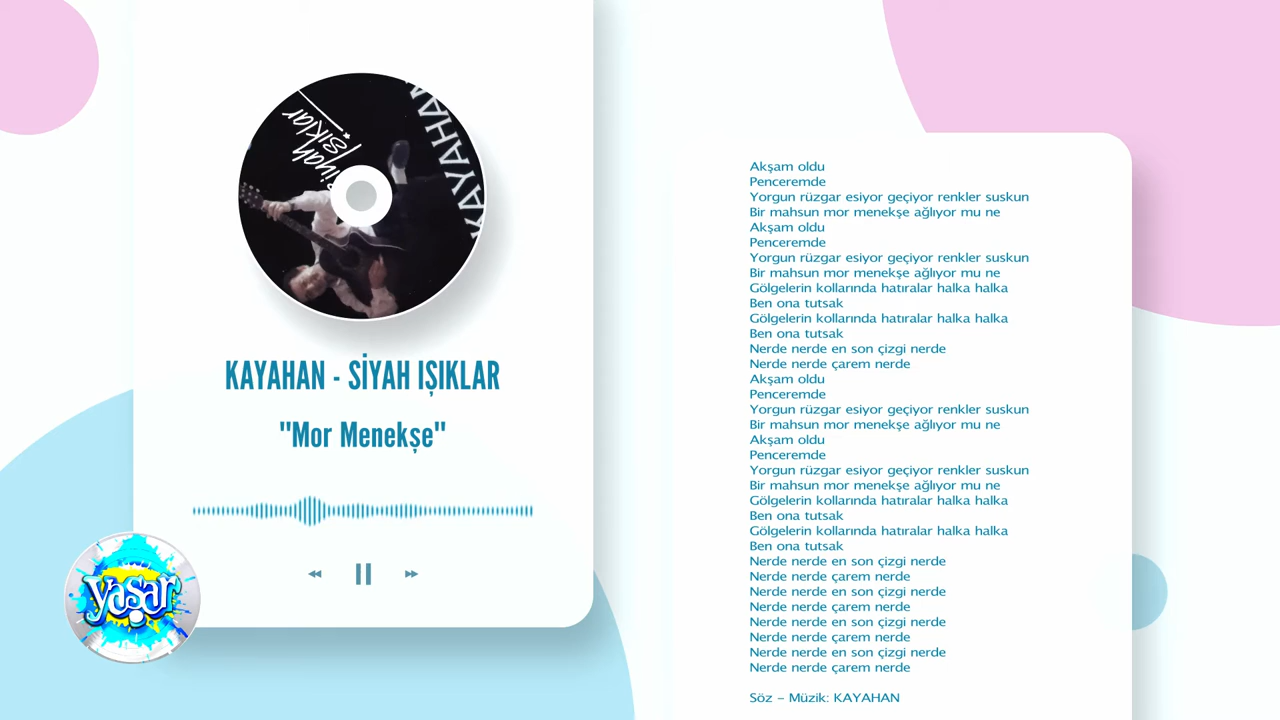 Siyah
Işıklar
KAYAHAN
KAYAHAN - SİYAH IŞIKLAR
"Mor Menekşe"
yaşar
Akşam oldu
Penceremde
Yorgun rüzgar esiyor geçiyor renkler suskun
Bir mahsun mor menekşe ağlıyor mu ne
Akşam oldu
Penceremde
Yorgun rüzgar esiyor geçiyor renkler suskun
Bir mahsun mor menekşe ağlıyor mu ne
Gölgelerin kollarında hatıralar halka halka
Ben ona tutsak
Gölgelerin kollarında hatıralar halka halka
Ben ona tutsak
Nerde nerde en son çizgi nerde
Nerde nerde çarem nerde
Akşam oldu
Penceremde
Yorgun rüzgar esiyor geçiyor renkler suskun
Bir mahsun mor menekşe ağlıyor mu ne
Akşam oldu
Penceremde
Yorgun rüzgar esiyor geçiyor renkler suskun
Bir mahsun mor menekşe ağlıyor mu ne
Gölgelerin kollarında hatıralar halka halka
Ben ona tutsak
Gölgelerin kollarında hatıralar halka halka
Ben ona tutsak
Nerde nerde en son çizgi nerde
Nerde nerde çarem nerde
Nerde nerde en son çizgi nerde
Nerde nerde çarem nerde
Nerde nerde en son çizgi nerde
Nerde nerde çarem nerde
Nerde nerde en son çizgi nerde
Nerde nerde çarem nerde
Söz – Müzik: KAYAHAN